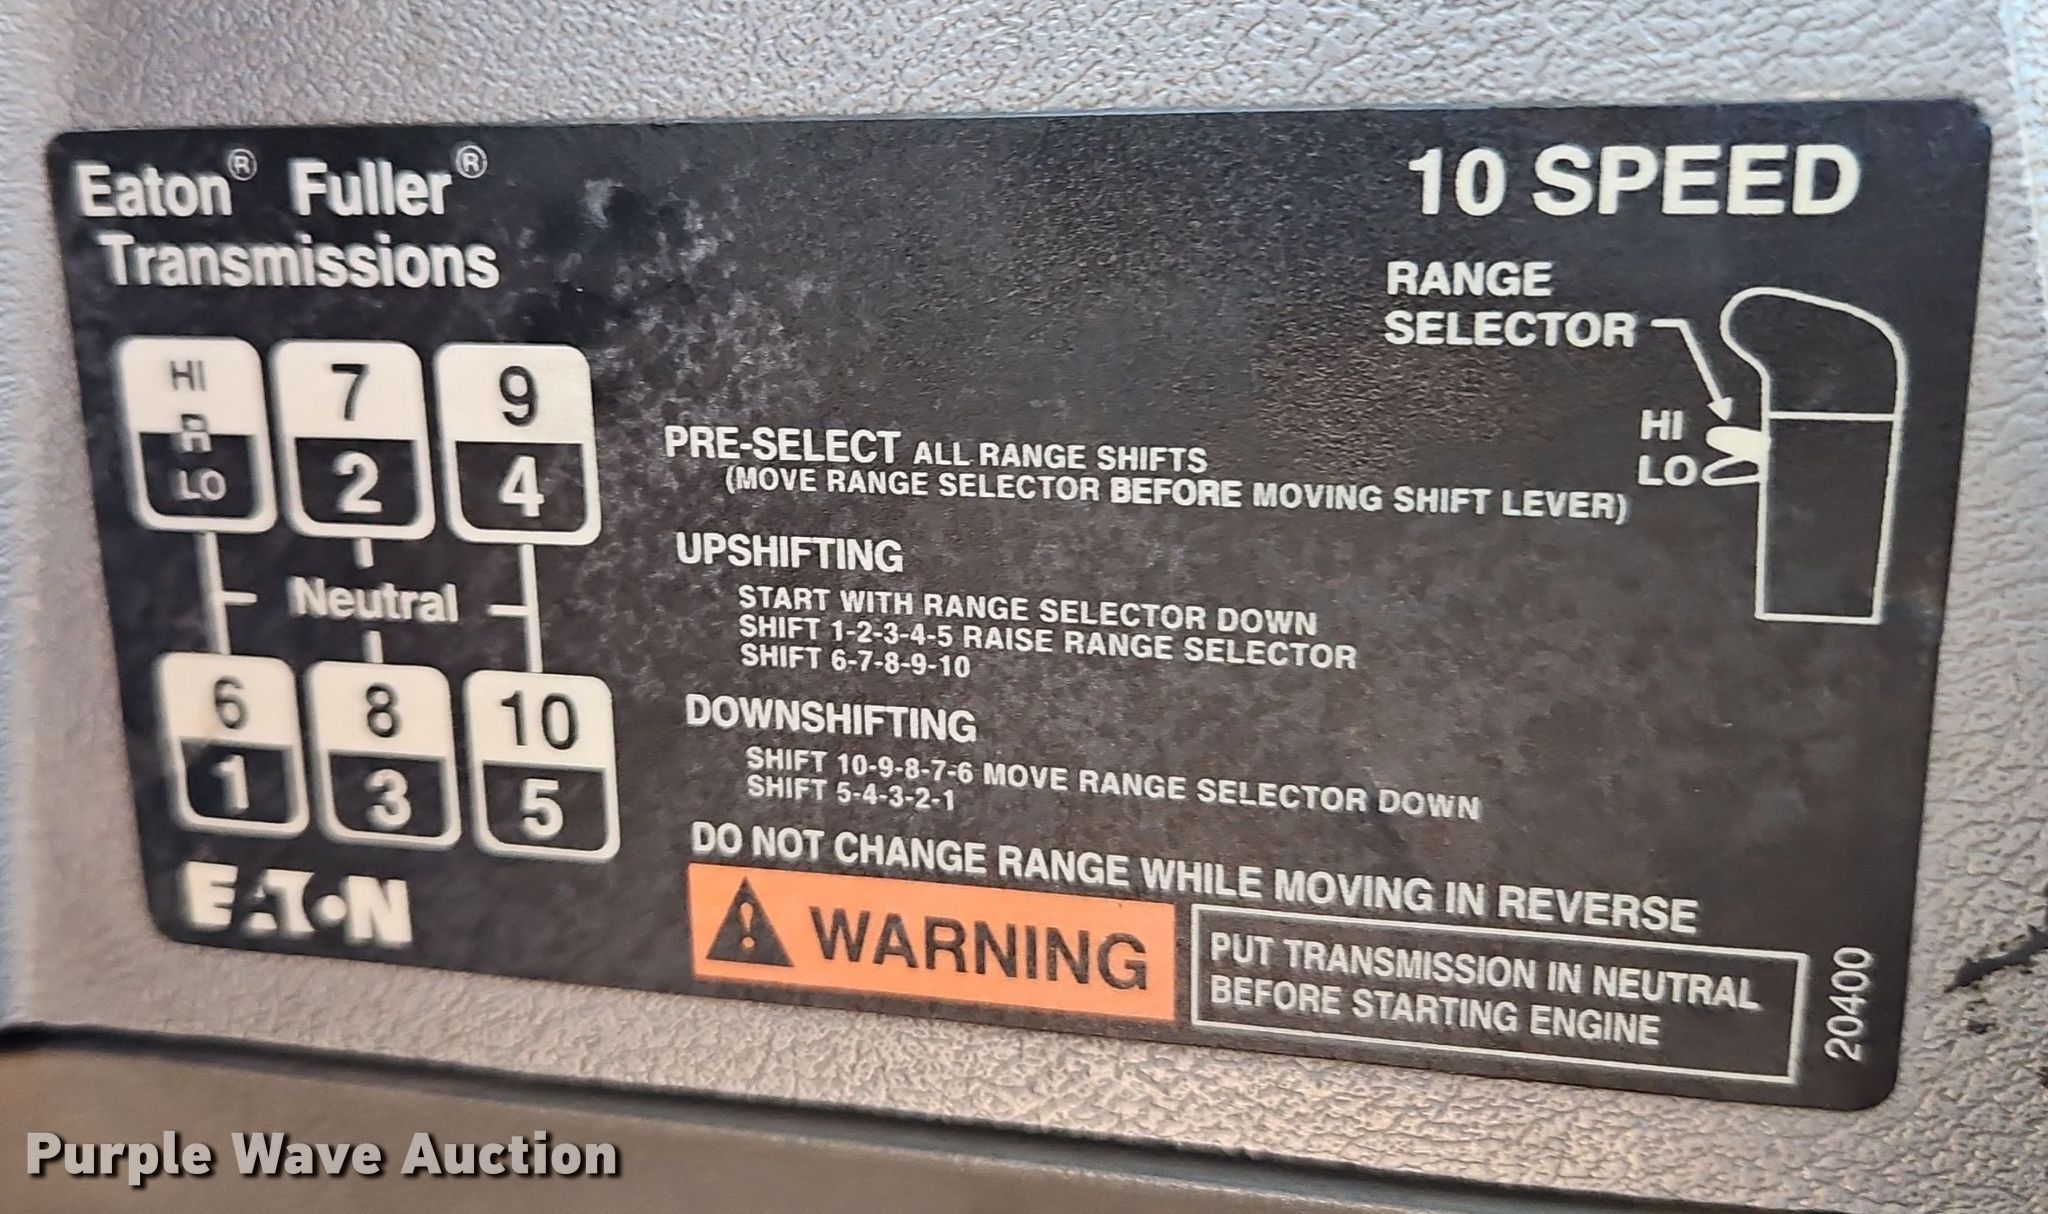 Eaton® Fuller®
Transmissions
10 SPEED
RANGE
SELECTOR
HI
LO
HI 7 9
R
LO 2 4
Neutral
6 8 10
1 3 5
EATON
PRE-SELECT ALL RANGE SHIFTS
(MOVE RANGE SELECTOR BEFORE MOVING SHIFT LEVER)
UPSHIFTING
START WITH RANGE SELECTOR DOWN
SHIFT 1-2-3-4-5 RAISE RANGE SELECTOR
SHIFT 6-7-8-9-10
DOWNSHIFTING
SHIFT 10-9-8-7-6 MOVE RANGE SELECTOR DOWN
SHIFT 5-4-3-2-1
DO NOT CHANGE RANGE WHILE MOVING IN REVERSE
WARNING
PUT TRANSMISSION IN NEUTRAL
BEFORE STARTING ENGINE
20400
Purple Wave Auction